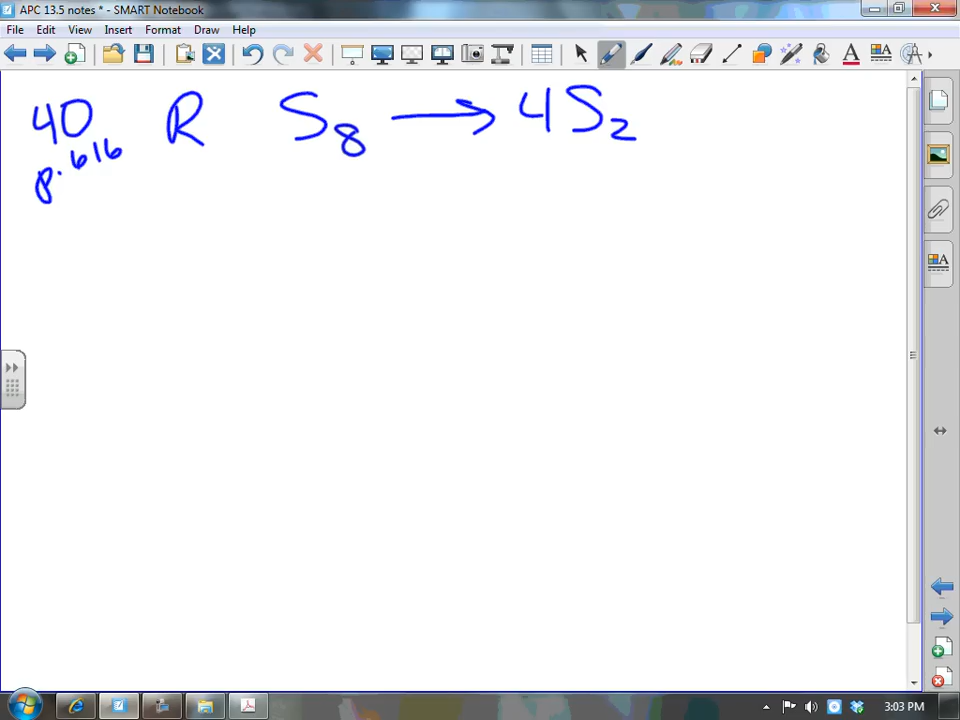 APC 13.5 notes * - SMART Notebook
File Edit View Insert Format Draw Help
40 R S8 → 4S2
p. 616
3:03 PM